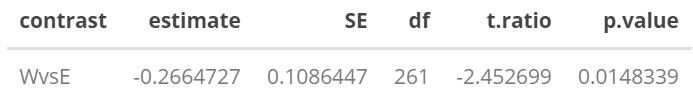 contrast estimate SE df t.ratio p.value
WvsE -0.2664727 0.1086447 261 -2.452699 0.0148339